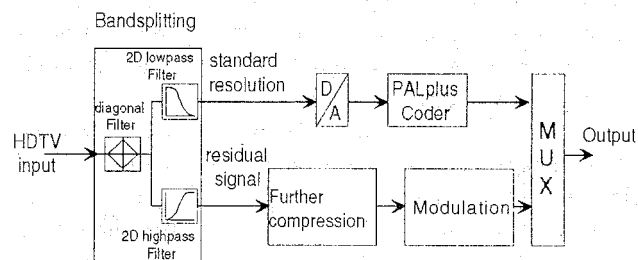 Bandsplitting
2D lowpass
Filter
standard
resolution
D
A
PALplus
Coder
diagonal
Filter
HDTV
input
M
U
X
Output
residual
signal
Further
compression
Modulation
2D highpass
Filter